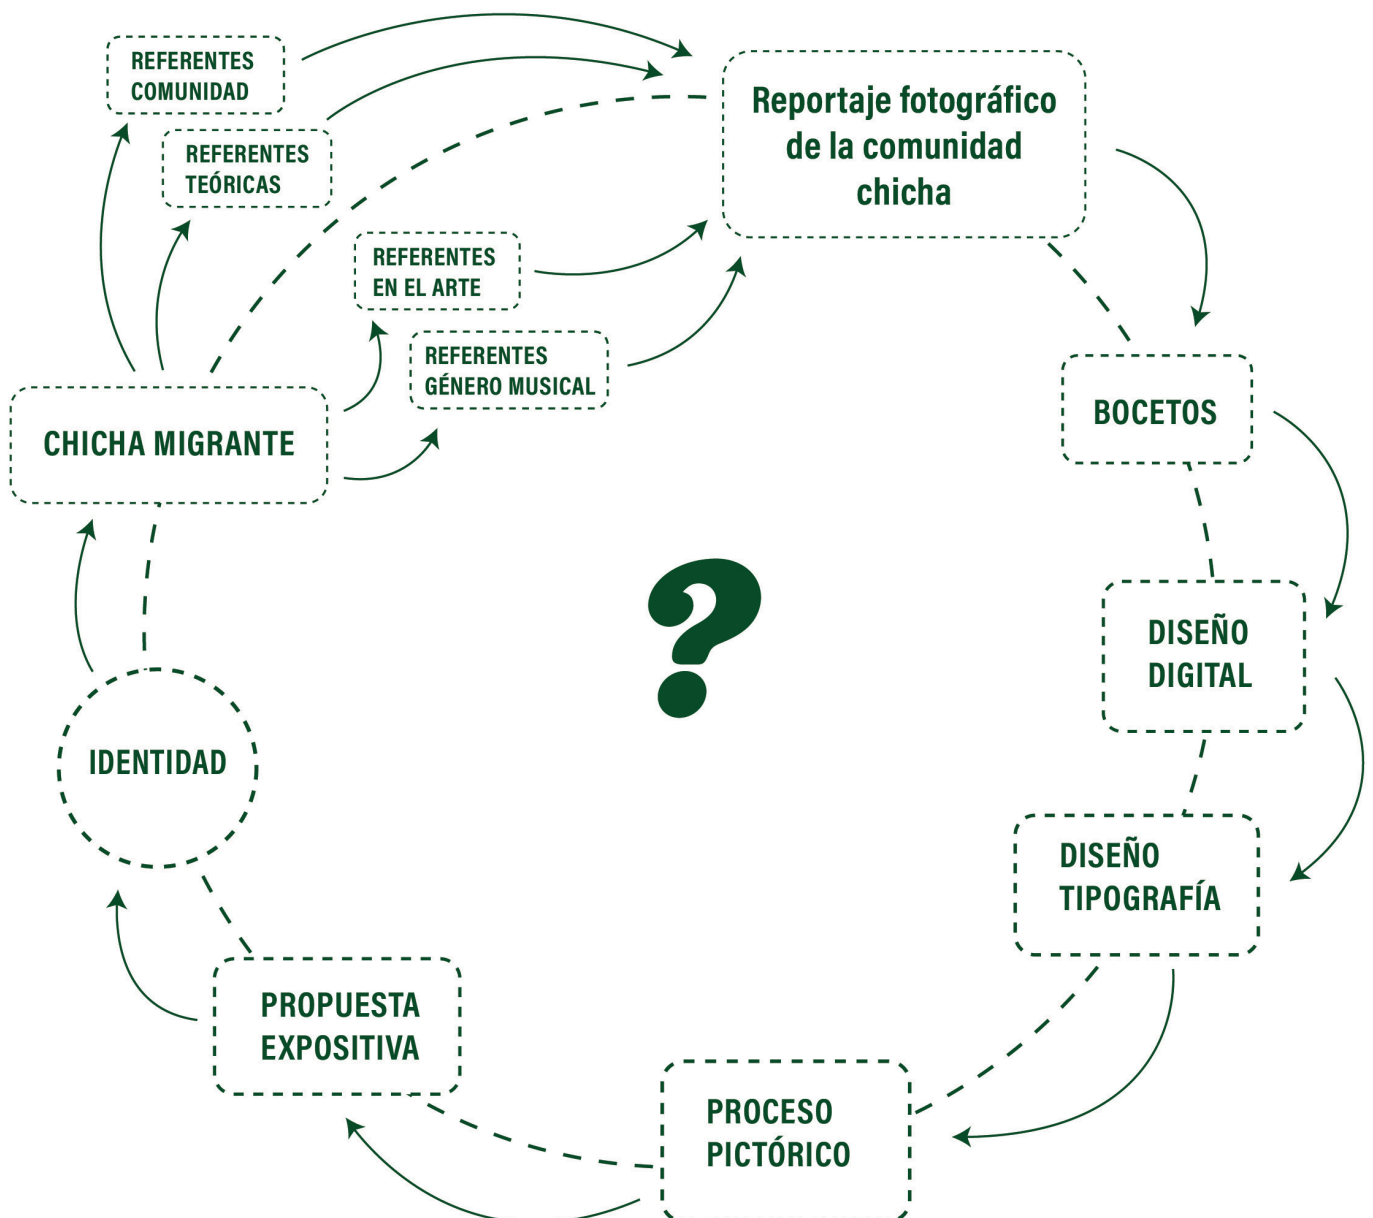 REFERENTES
COMUNIDAD
REFERENTES
TEÓRICAS
REFERENTES
EN EL ARTE
REFERENTES
GÉNERO MUSICAL
Reportaje fotográfico
de la comunidad
chicha
CHICHA MIGRANTE
BOCETOS
?
DISEÑO
DIGITAL
IDENTIDAD
DISEÑO
TIPOGRAFÍA
PROPUESTA
EXPOSITIVA
PROCESO
PICTÓRICO